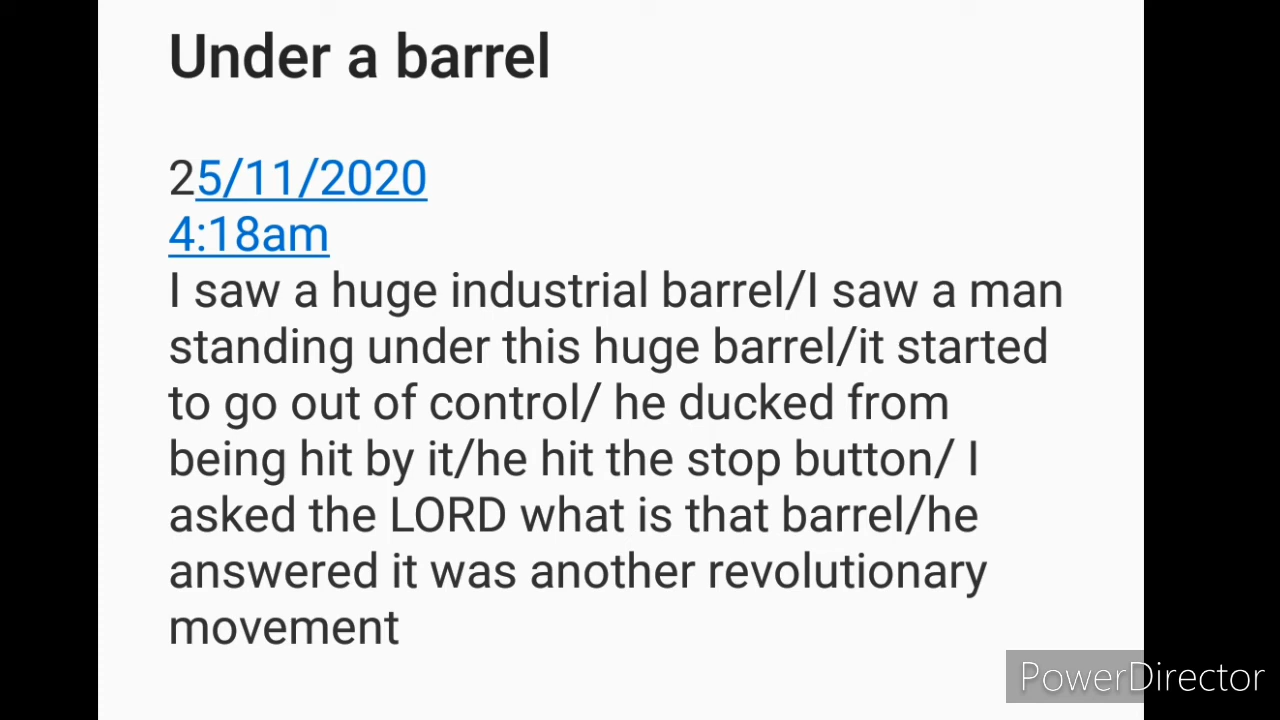 Under a barrel
25/11/2020
4:18am
I saw a huge industrial barrel/I saw a man
standing under this huge barrel/it started
to go out of control/ he ducked from
being hit by it/he hit the stop button/ I
asked the LORD what is that barrel/he
answered it was another revolutionary
movement
PowerDirector